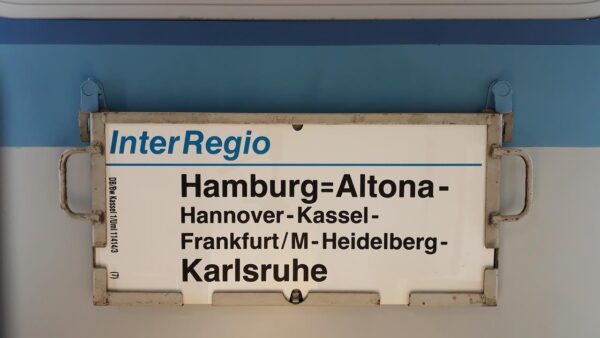 InterRegio
Hamburg=Altona-
Hannover-Kassel-
Frankfurt/M-Heidelberg-
Karlsruhe